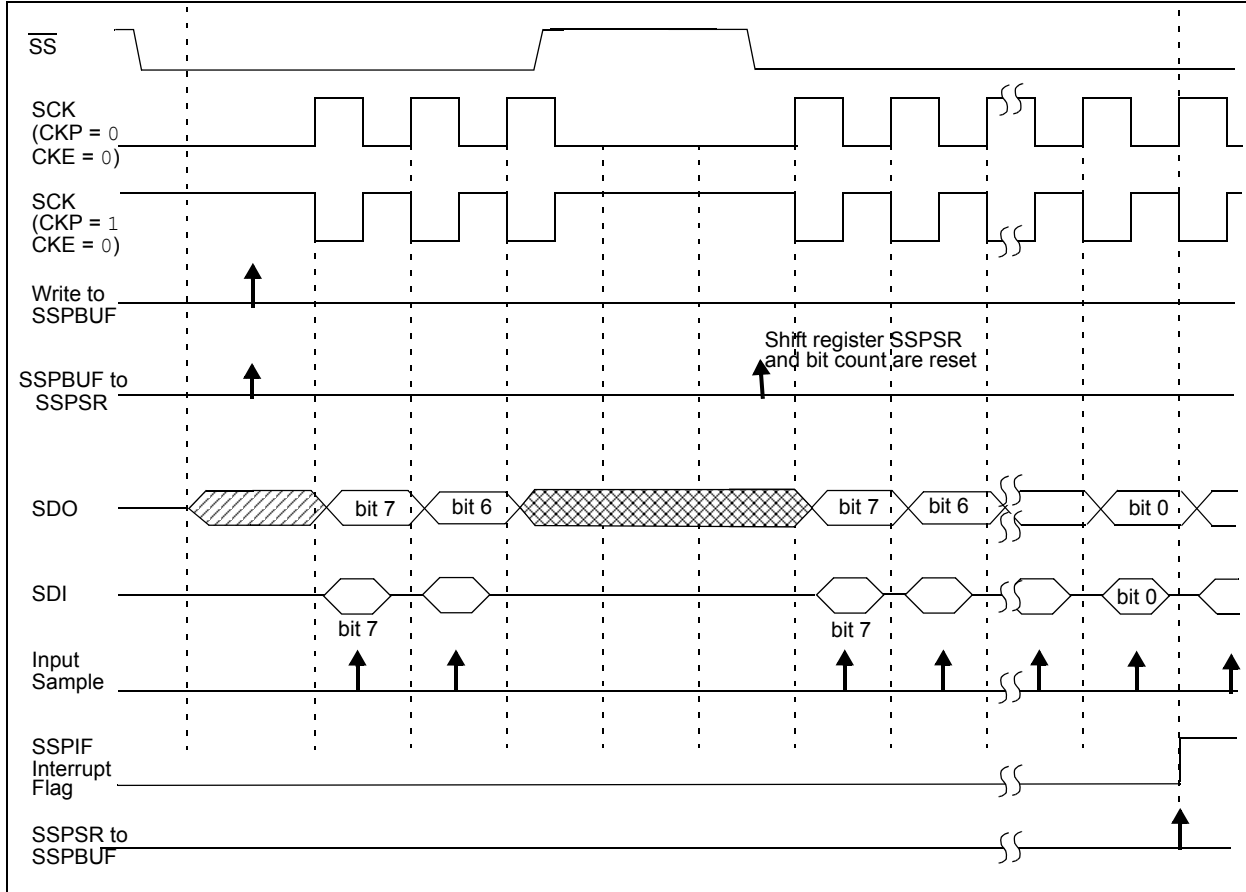 SS
SCK
(CKP = 0
CKE = 0)
SCK
(CKP = 1
CKE = 0)
Write to
SSPBUF
Shift register SSPSR
and bit count are reset
SSPBUF to
SSPSR
SDO
bit 7
bit 6
bit 7
bit 6
bit 0
SDI
bit 0
bit 7
bit 7
Input
Sample
SSPIF
Interrupt
Flag
SSPSR to
SSPBUF